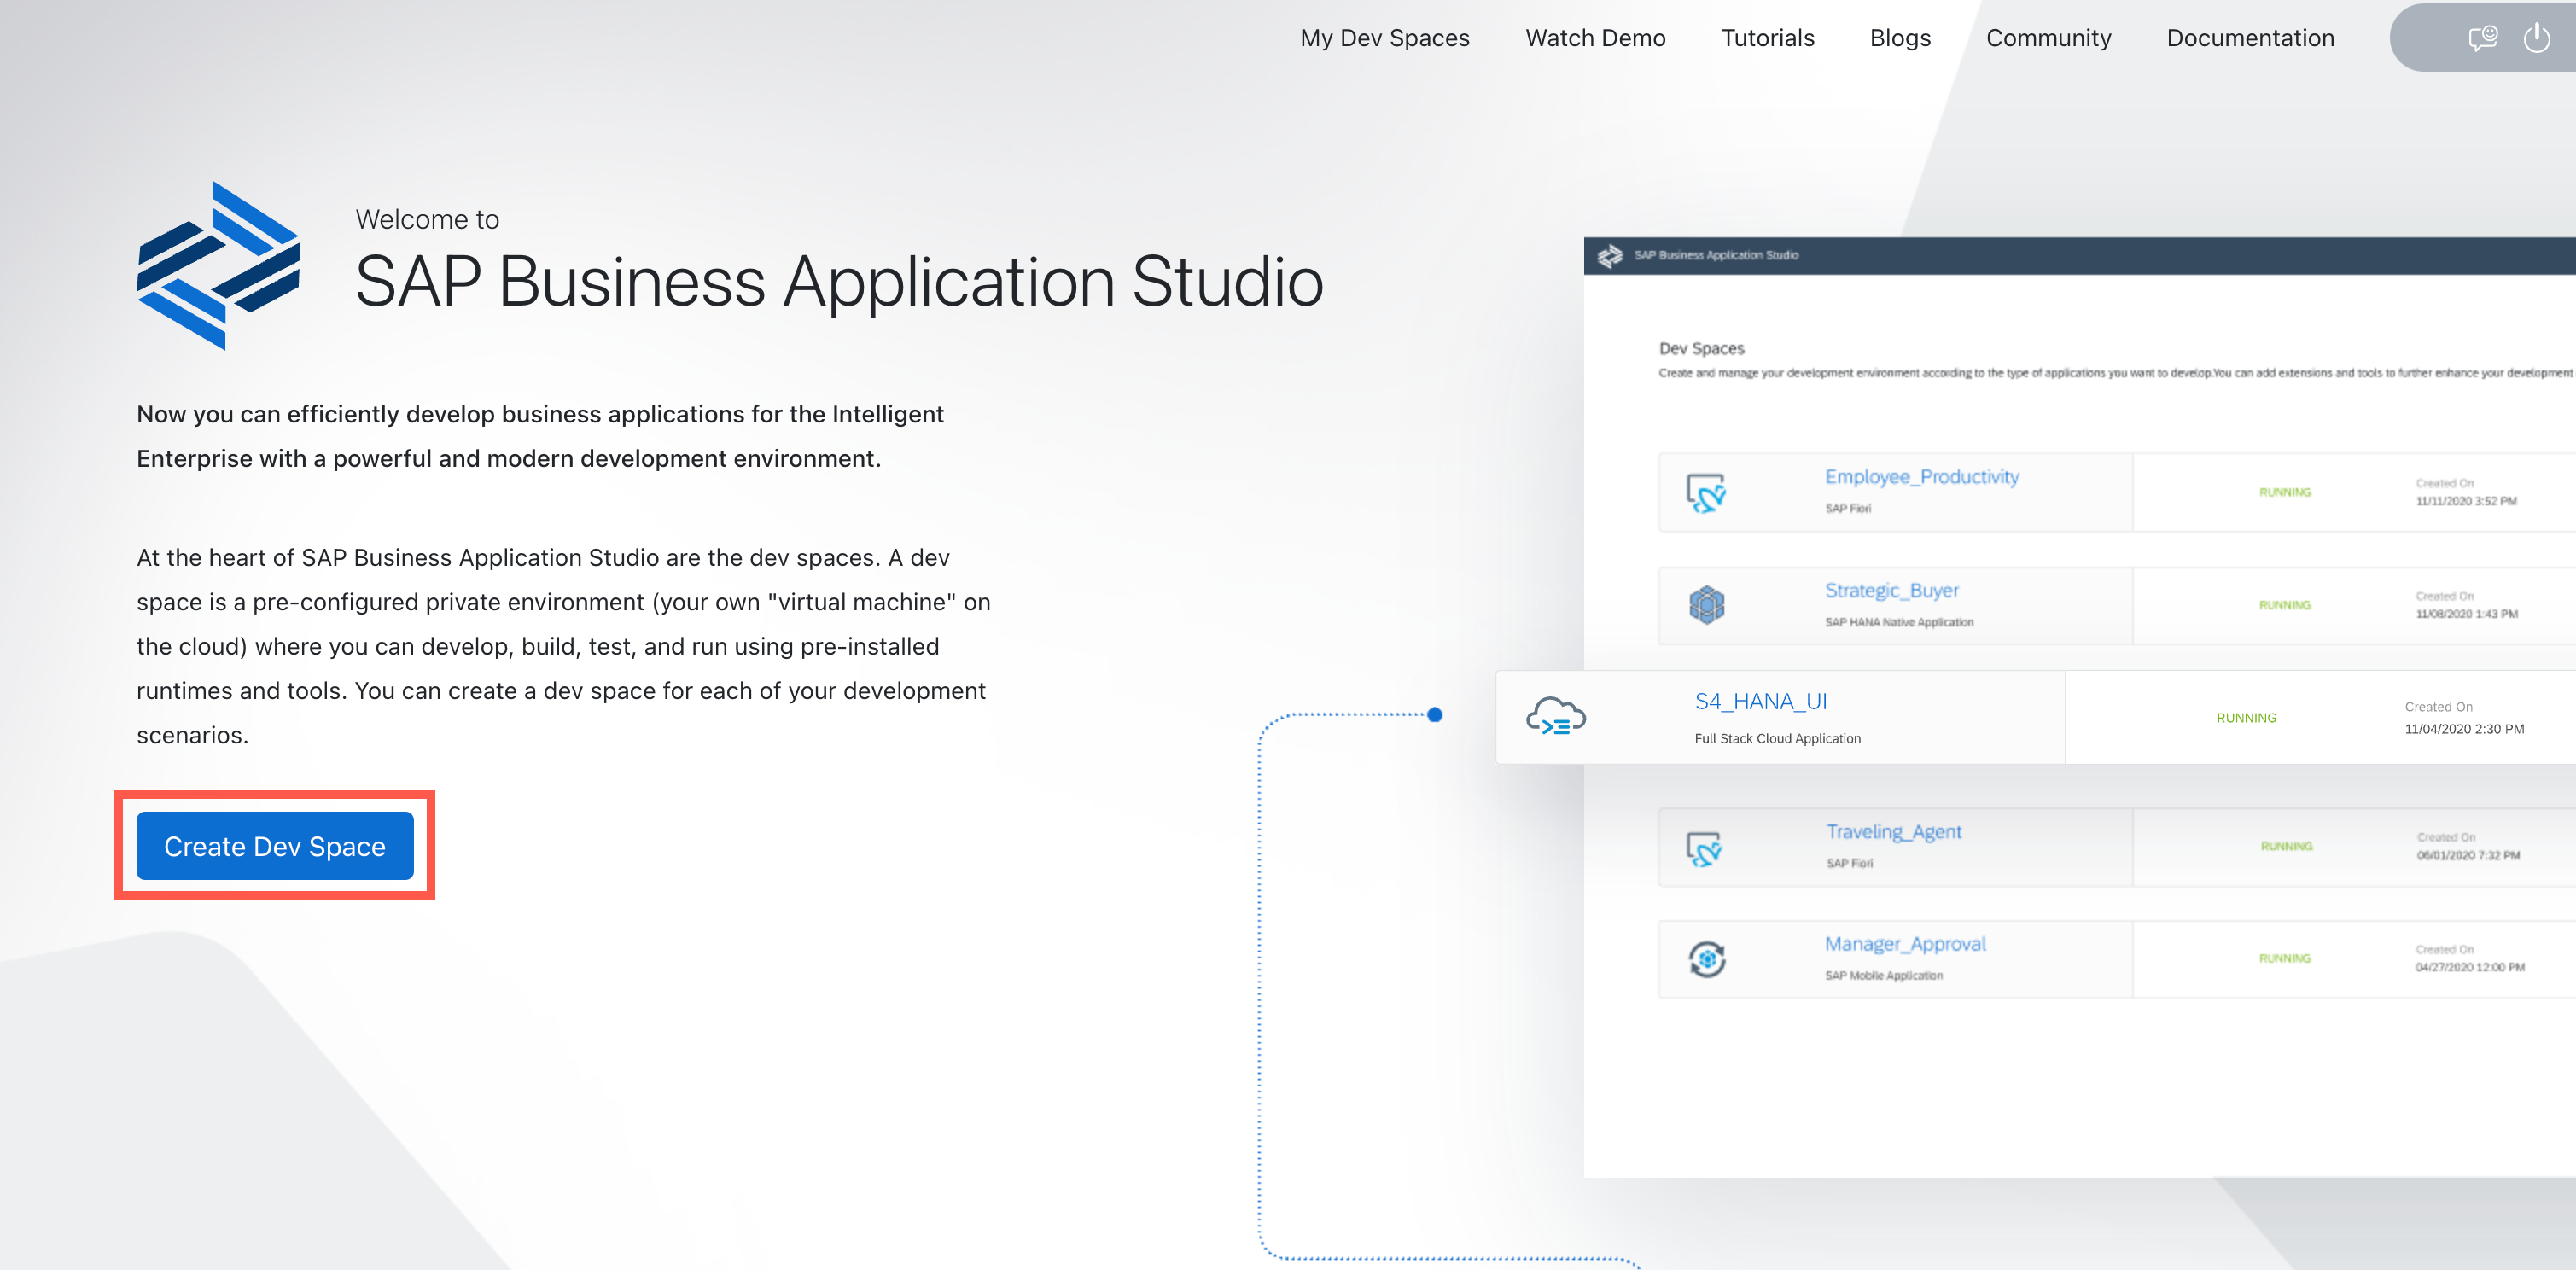 My Dev Spaces Watch Demo Tutorials Blogs Community Documentation
Welcome to
SAP Business Application Studio
Now you can efficiently develop business applications for the Intelligent
Enterprise with a powerful and modern development environment.
At the heart of SAP Business Application Studio are the dev spaces. A dev
space is a pre-configured private environment (your own "virtual machine" on
the cloud) where you can develop, build, test, and run using pre-installed
runtimes and tools. You can create a dev space for each of your development
scenarios.
Create Dev Space
SAP Business Application Studio
Dev Spaces
Create and manage your development environment according to the type of applications you want to develop.You can add extensions and tools to further enhance your development
Employee_Productivity
SAP Fiori
RUNNING
Created On
11/11/2020 3:52 PM
Strategic_Buyer
SAP HANA Native Application
RUNNING
Created On
11/08/2020 1:43 PM
S4_HANA_UI
Full Stack Cloud Application
RUNNING
Created On
11/04/2020 2:30 PM
Traveling_Agent
SAP Fiori
RUNNING
Created On
06/01/2020 7:32 PM
Manager_Approval
SAP Mobile Application
RUNNING
Created On
04/27/2020 12:00 PM